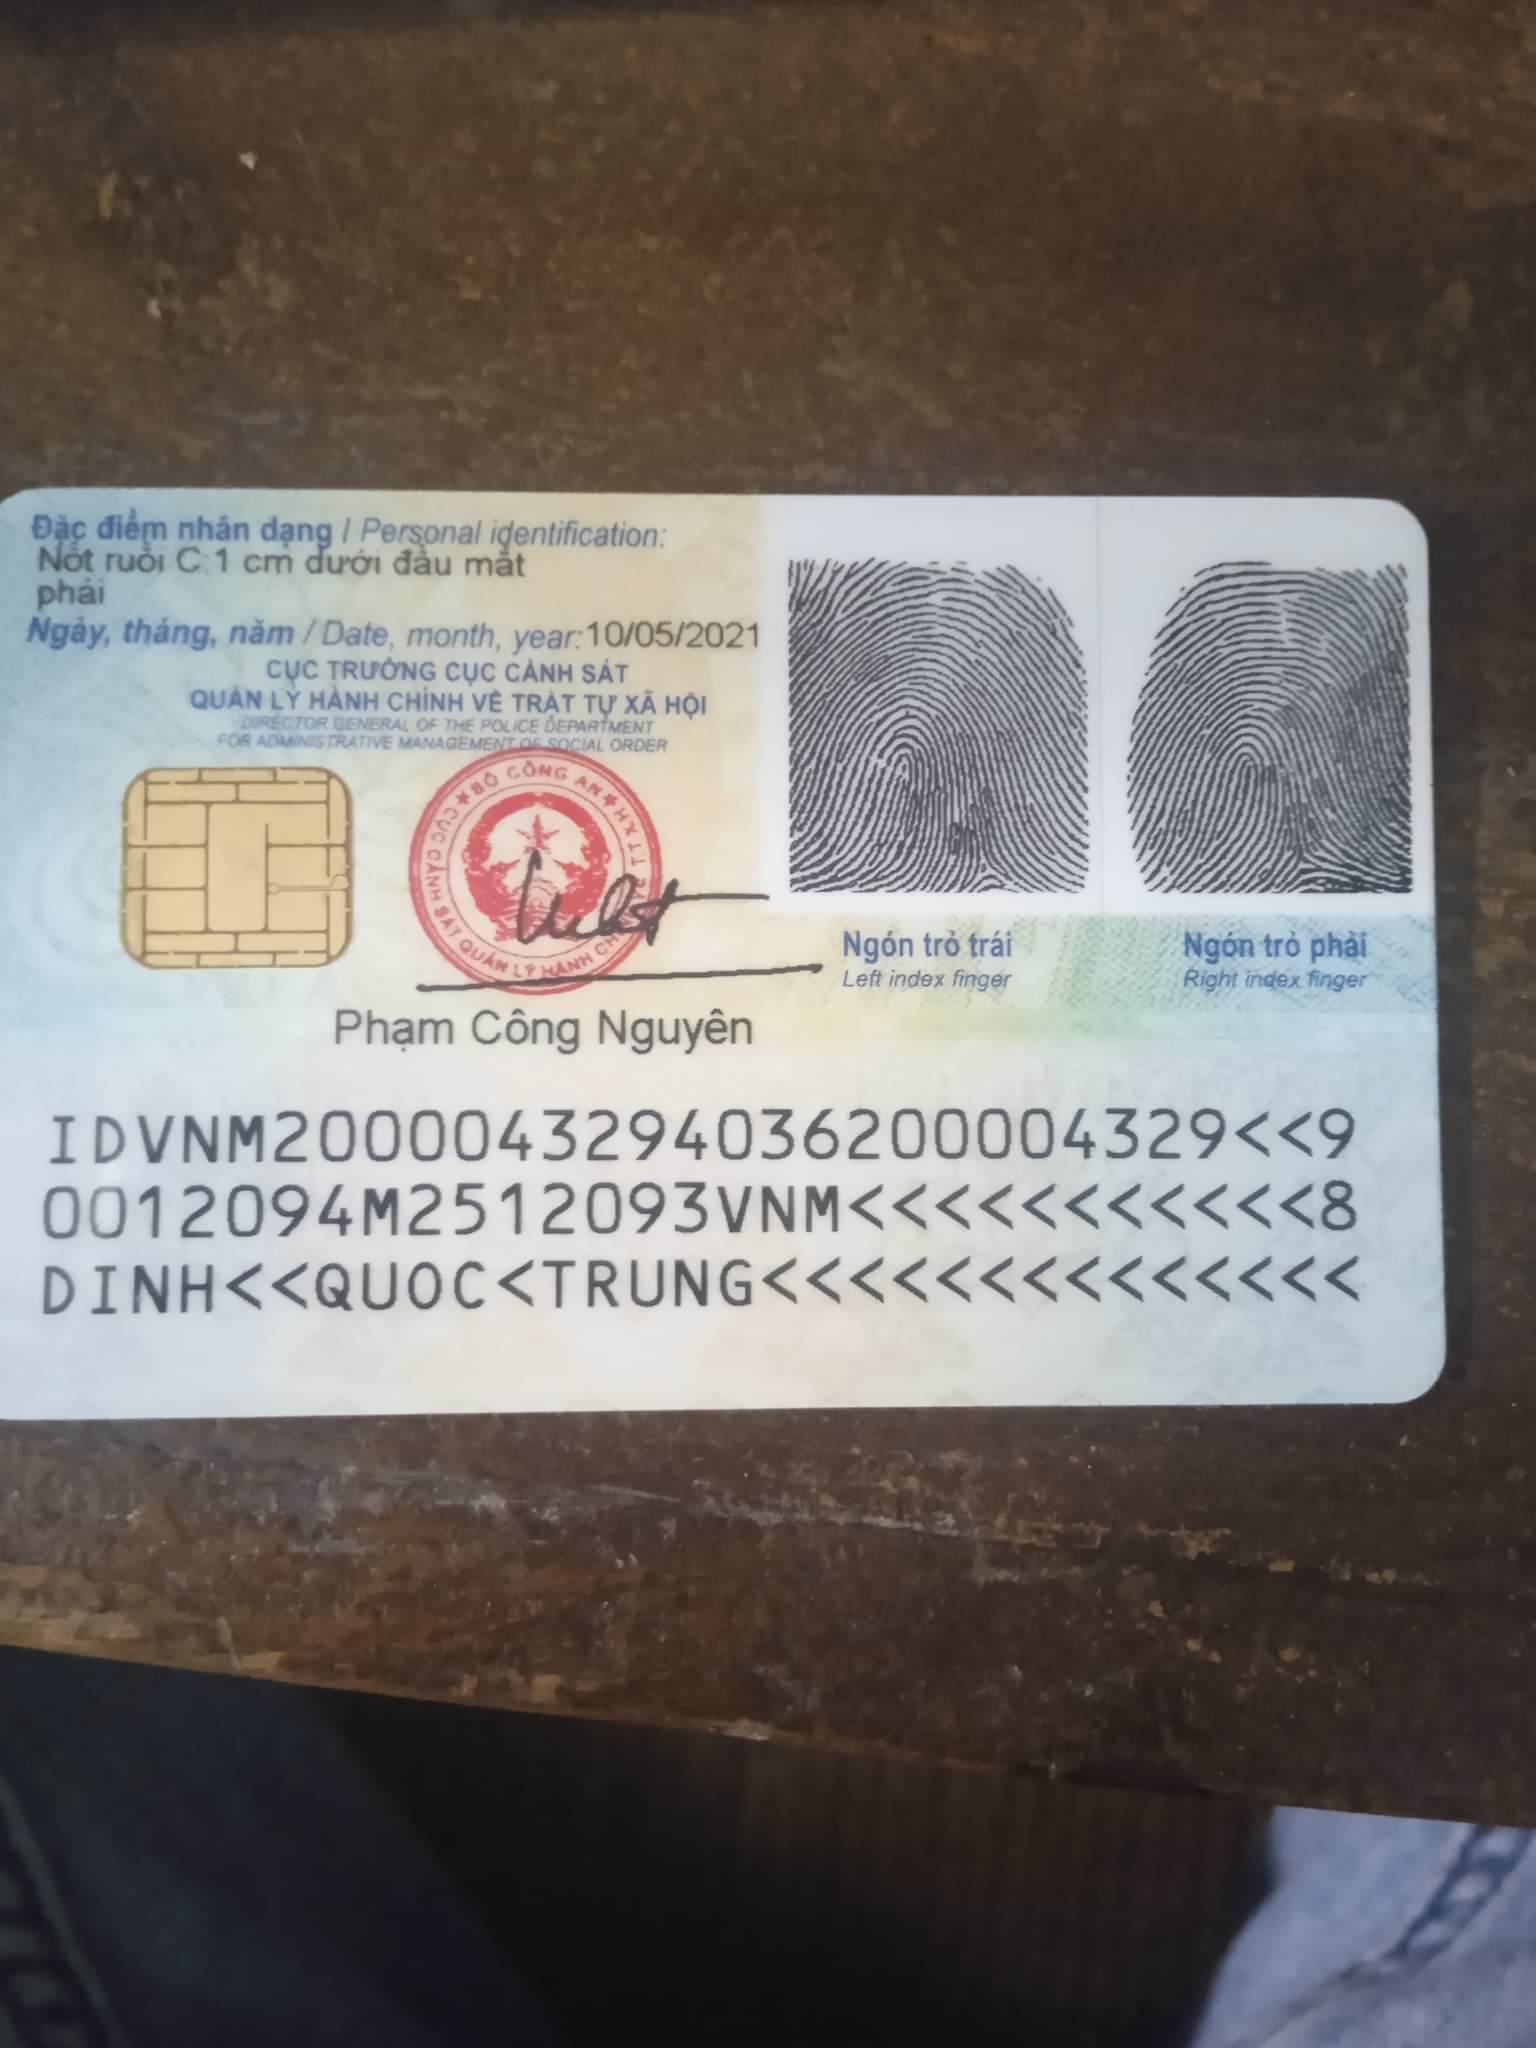 Đặc điểm nhân dạng / Personal identification:
Nốt ruồi C:1 cm dưới đầu mắt
phải
Ngày, tháng, năm / Date, month, year:10/05/2021
CỤC TRƯỞNG CỤC CẢNH SÁT
QUẢN LÝ HÀNH CHÍNH VỀ TRẬT TỰ XÃ HỘI
DIRECTOR GENERAL OF THE POLICE DEPARTMENT
FOR ADMINISTRATIVE MANAGEMENT OF SOCIAL ORDER
BỘ CÔNG AN
CỤC CẢNH SÁT QUẢN LÝ HÀNH
Ngón trỏ trái
Left index finger
Ngón trỏ phải
Right index finger
Phạm Công Nguyên
IDVNM2000043294036200004329<<9
0012094M2512093VNM<<<<<<<<<<<8
DINH<<QUOC<TRUNG<<<<<<<<<<<<<<